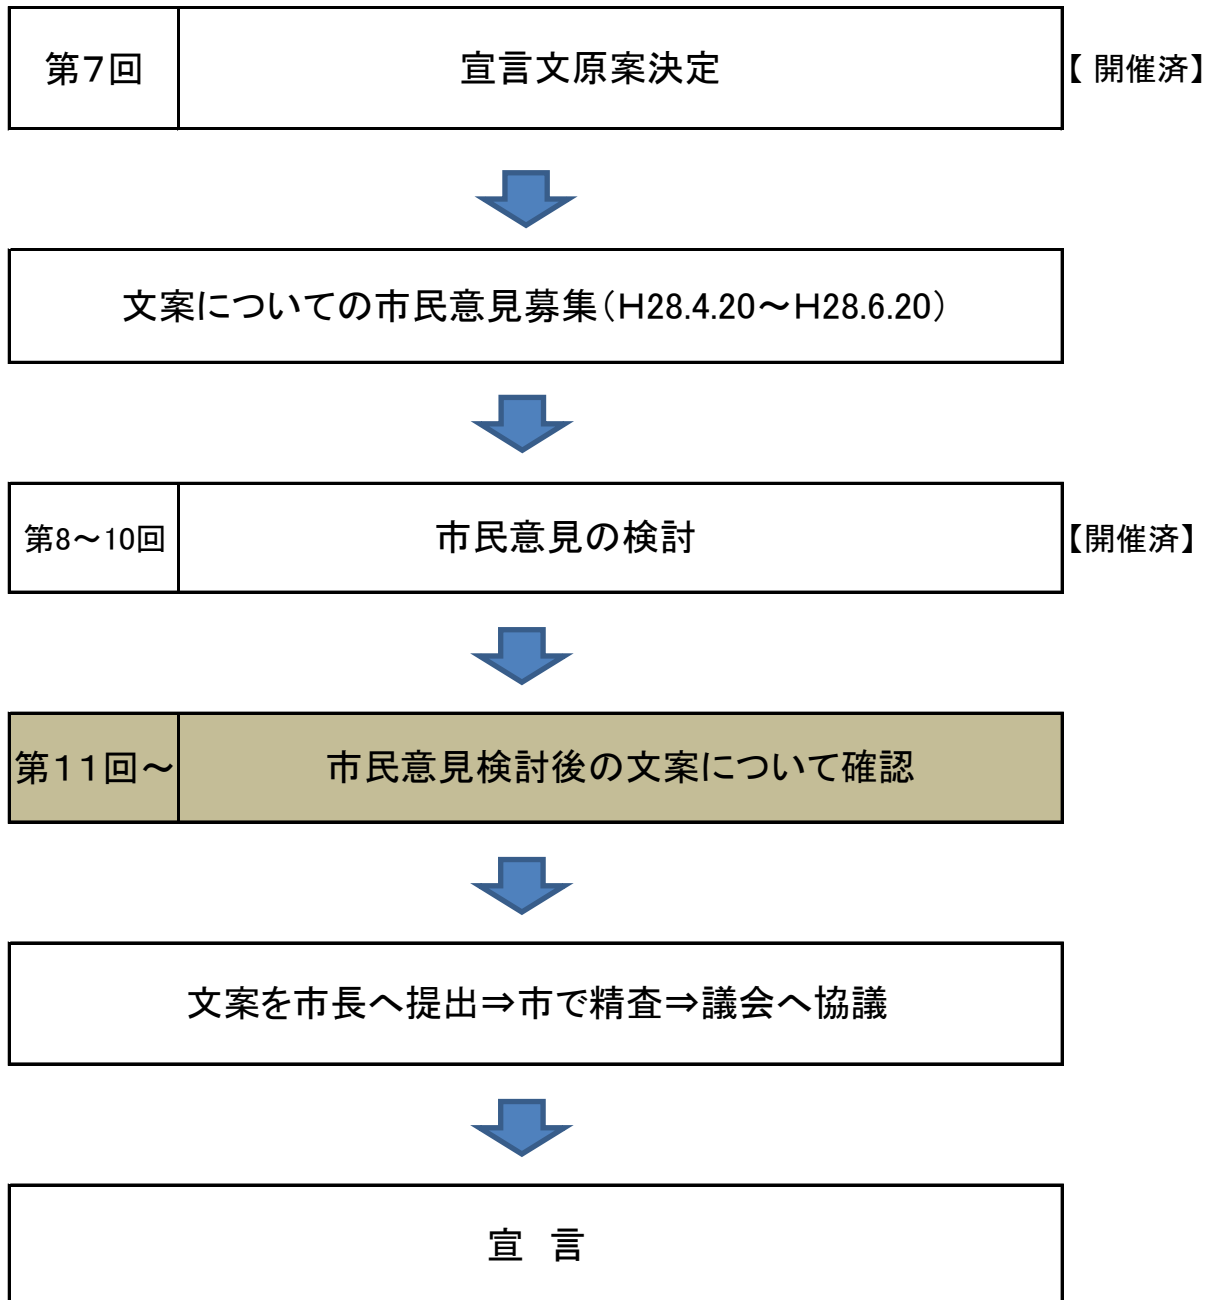 第７回 宣言文原案決定 【 開催済】
文案についての市民意見募集（H28.4.20～H28.6.20）
第8～10回 市民意見の検討 【開催済】
第１１回～ 市民意見検討後の文案について確認
文案を市長へ提出⇒市で精査⇒議会へ協議
宣　言